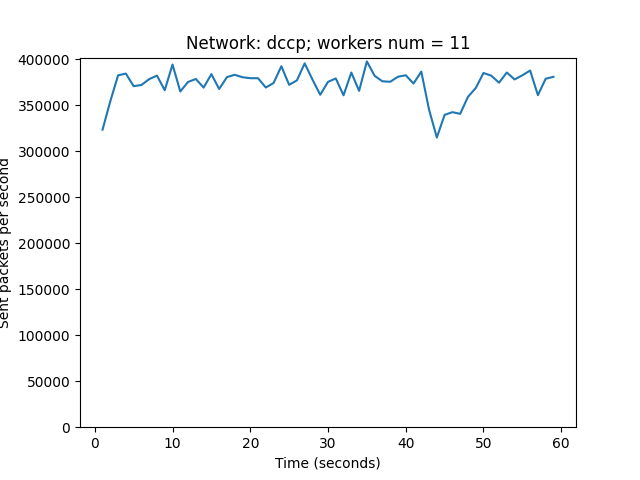 Network: dccp; workers num = 11
400000
350000
300000
250000
200000
150000
100000
50000
0
Sent packets per second
0 10 20 30 40 50 60
Time (seconds)